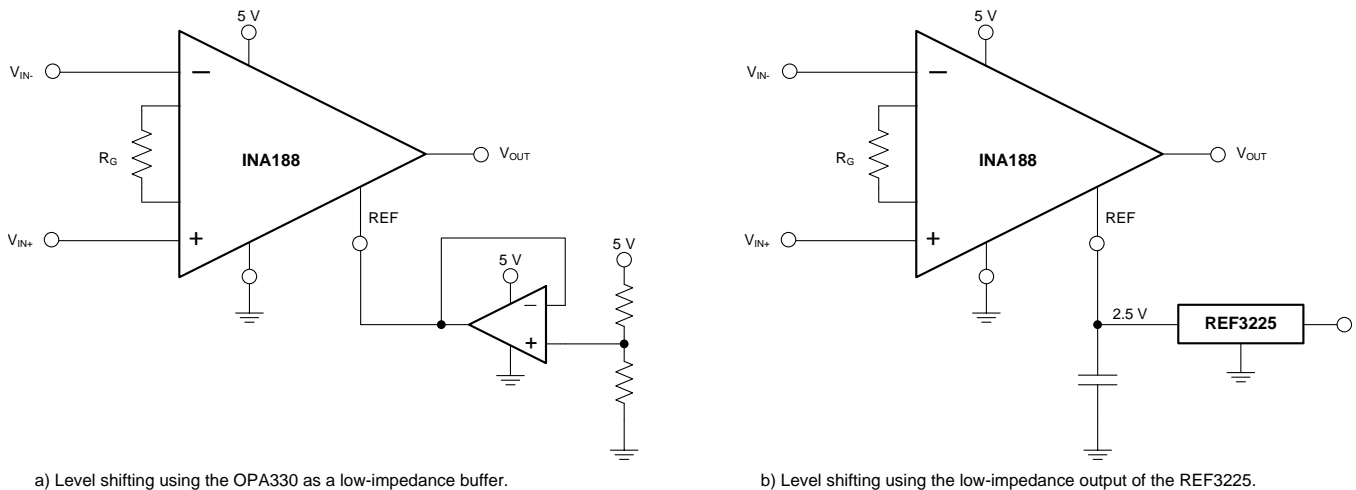 5 V
V_IN-
−
R_G
INA188
V_OUT
REF
V_IN+
+
5 V
5 V
−
+
a) Level shifting using the OPA330 as a low-impedance buffer.
5 V
V_IN-
−
R_G
INA188
V_OUT
REF
V_IN+
+
2.5 V
REF3225
b) Level shifting using the low-impedance output of the REF3225.